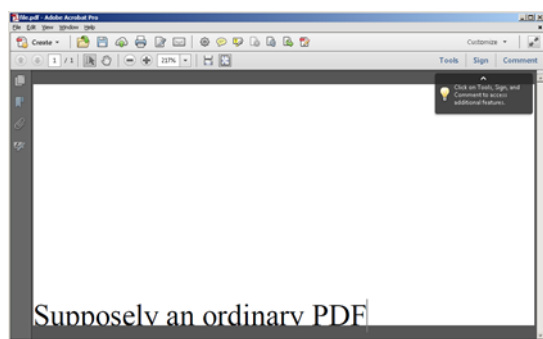 file.pdf - Adobe Acrobat Pro
File Edit View Window Help
Create Customize
1 / 1 217% Tools Sign Comment
Click on Tools, Sign, and
Comment to access
additional features.
Supposely an ordinary PDF